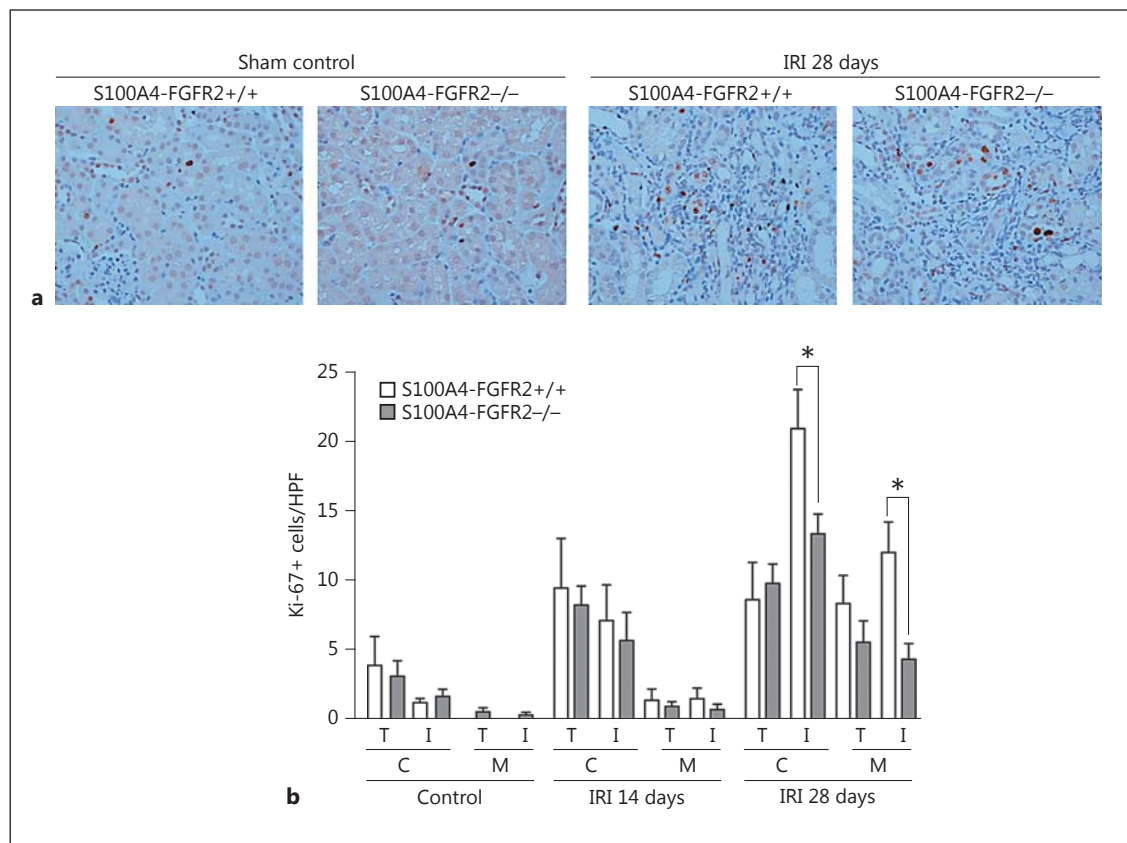 Sham control
IRI 28 days
S100A4-FGFR2+/+
S100A4-FGFR2–/–
S100A4-FGFR2+/+
S100A4-FGFR2–/–
a
*
*
25
20
15
10
5
0
Ki-67+ cells/HPF
S100A4-FGFR2+/+
S100A4-FGFR2–/–
T I T I T I T I T I T I
C M C M C M
Control IRI 14 days IRI 28 days
b